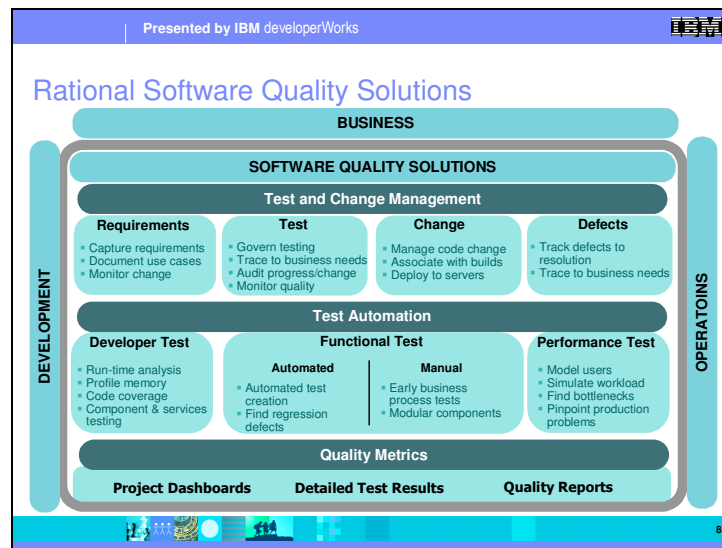 Presented by IBM developerWorks
IBM
Rational Software Quality Solutions
BUSINESS
DEVELOPMENT
OPERATOINS
SOFTWARE QUALITY SOLUTIONS
Test and Change Management
Requirements
Capture requirements
Document use cases
Monitor change
Test
Govern testing
Trace to business needs
Audit progress/change
Monitor quality
Change
Manage code change
Associate with builds
Deploy to servers
Defects
Track defects to
resolution
Trace to business needs
Test Automation
Developer Test
Run-time analysis
Profile memory
Code coverage
Component & services
testing
Functional Test
Automated
Automated test
creation
Find regression
defects
Manual
Early business
process tests
Modular components
Performance Test
Model users
Simulate workload
Find bottlenecks
Pinpoint production
problems
Quality Metrics
Project Dashboards
Detailed Test Results
Quality Reports
8